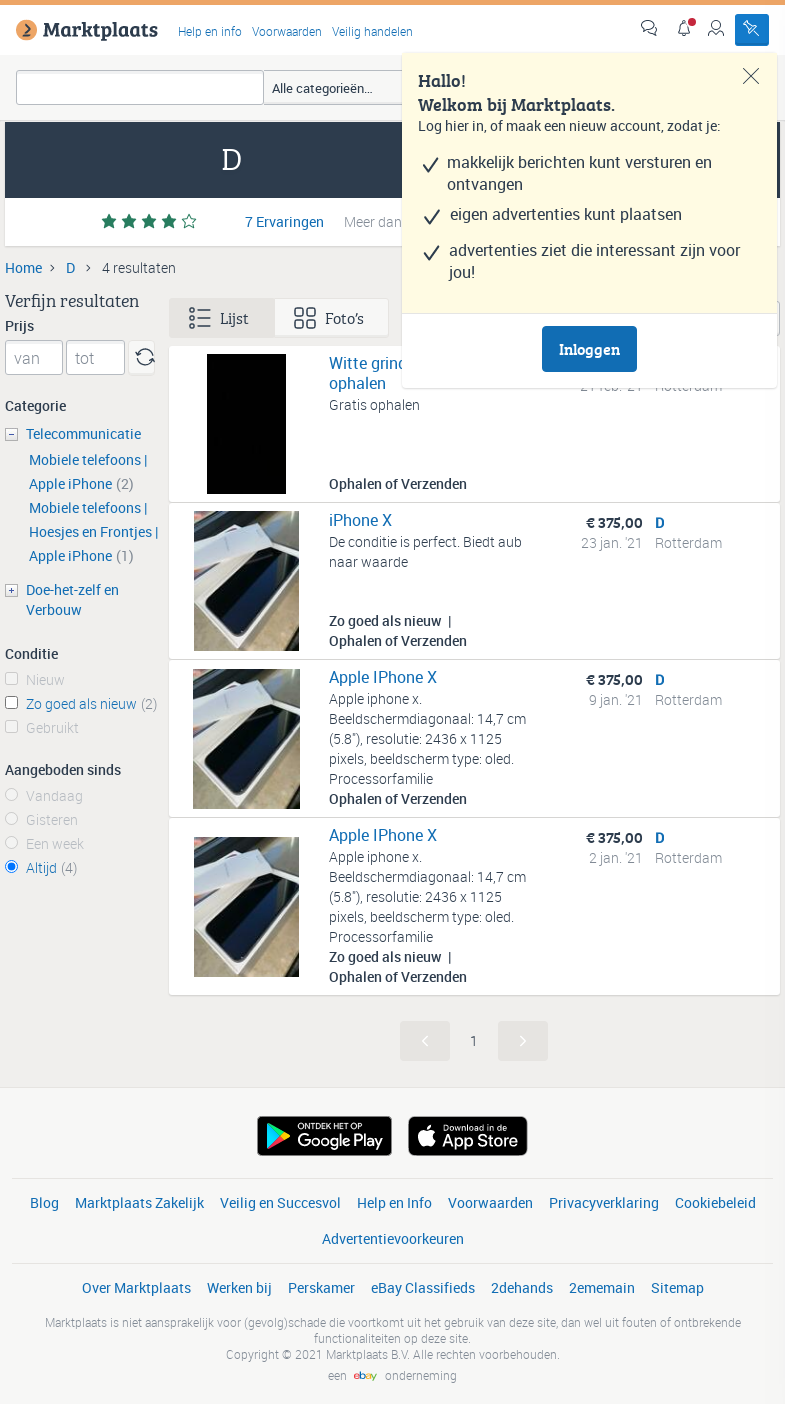 Marktplaats
Help en info Voorwaarden Veilig handelen
Alle categorieën...
Hallo!
Welkom bij Marktplaats.
Log hier in, of maak een nieuw account, zodat je:
makkelijk berichten kunt versturen en
ontvangen
eigen advertenties kunt plaatsen
advertenties ziet die interessant zijn voor
jou!
Inloggen
D
7 Ervaringen Meer dan
Home D 4 resultaten
Verfijn resultaten
Prijs
van tot
Categorie
Telecommunicatie
Mobiele telefoons |
Apple iPhone (2)
Mobiele telefoons |
Hoesjes en Frontjes |
Apple iPhone (1)
Doe-het-zelf en
Verbouw
Conditie
Nieuw
Zo goed als nieuw (2)
Gebruikt
Aangeboden sinds
Vandaag
Gisteren
Een week
Altijd (4)
Lijst Foto's
Witte grind
ophalen
Gratis ophalen
21 feb. '21 Rotterdam
Ophalen of Verzenden
iPhone X € 375,00 D
De conditie is perfect. Biedt aub 23 jan. '21 Rotterdam
naar waarde
Zo goed als nieuw |
Ophalen of Verzenden
Apple IPhone X € 375,00 D
Apple iphone x. 9 jan. '21 Rotterdam
Beeldschermdiagonaal: 14,7 cm
(5.8"), resolutie: 2436 x 1125
pixels, beeldscherm type: oled.
Processorfamilie
Ophalen of Verzenden
Apple IPhone X € 375,00 D
Apple iphone x. 2 jan. '21 Rotterdam
Beeldschermdiagonaal: 14,7 cm
(5.8"), resolutie: 2436 x 1125
pixels, beeldscherm type: oled.
Processorfamilie
Zo goed als nieuw |
Ophalen of Verzenden
1
ONTDEK HET OP
Google Play
Download in de
App Store
Blog Marktplaats Zakelijk Veilig en Succesvol Help en Info Voorwaarden Privacyverklaring Cookiebeleid
Advertentievoorkeuren
Over Marktplaats Werken bij Perskamer eBay Classifieds 2dehands 2ememain Sitemap
Marktplaats is niet aansprakelijk voor (gevolg)schade die voortkomt uit het gebruik van deze site, dan wel uit fouten of ontbrekende
functionaliteiten op deze site.
Copyright © 2021 Marktplaats B.V. Alle rechten voorbehouden.
een ebay onderneming